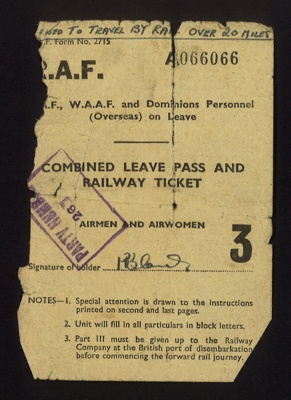 USED TO TRAVEL BY RAIL OVER 20 MILES
F. Form No. 2715
R.A.F. A066066
A.F., W.A.A.F. and Dominions Personnel
(Overseas) on Leave
COMBINED LEAVE PASS AND
RAILWAY TICKET
PARTY NUMBER
267
AIRMEN AND AIRWOMEN
3
Signature of holder
NOTES—1. Special attention is drawn to the instructions
printed on second and last pages.
2. Unit will fill in all particulars in block letters.
3. Part III must be given up to the Railway
Company at the British port of disembarkation
before commencing the forward rail journey.